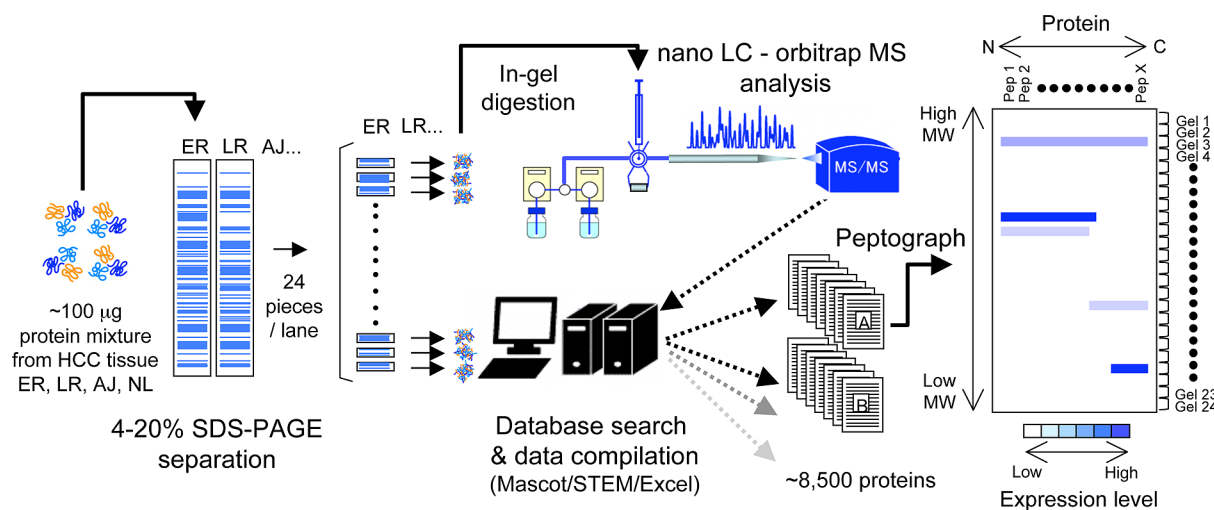 ~100 μg
protein mixture
from HCC tissue
ER, LR, AJ, NL
ER LR AJ...
4-20% SDS-PAGE
separation
24
pieces
/ lane
ER LR...
In-gel
digestion
nano LC - orbitrap MS
analysis
MS/MS
Database search
& data compilation
(Mascot/STEM/Excel)
A
B
~8,500 proteins
Peptograph
Protein
N C
Pep 1
Pep 2
Pep X
High
MW
Low
MW
Gel 1
Gel 2
Gel 3
Gel 4
Gel 23
Gel 24
Low High
Expression level